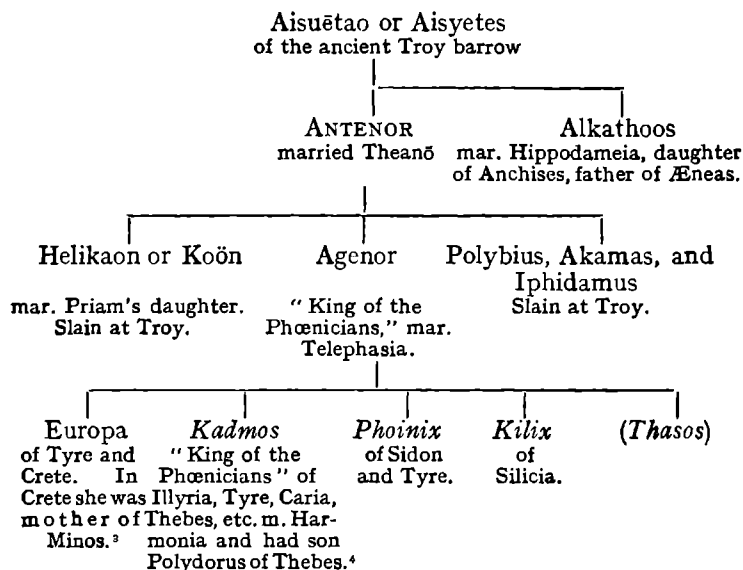 Aisuētao or Aisyetes
of the ancient Troy barrow
ANTENOR
married Theanō
Alkathoos
mar. Hippodameia, daughter
of Anchises, father of Æneas.
Helikaon or Koön
mar. Priam's daughter.
Slain at Troy.
Agenor
"King of the
Phœnicians," mar.
Telephasia.
Polybius, Akamas, and
Iphidamus
Slain at Troy.
Europa
of Tyre and
Crete. In
Crete she was
mother of
Minos.³
Kadmos
"King of the
Phœnicians" of
Illyria, Tyre, Caria,
Thebes, etc. m. Har-
monia and had son
Polydorus of Thebes.⁴
Phoinix
of Sidon
and Tyre.
Kilix
of
Silicia.
(Thasos)